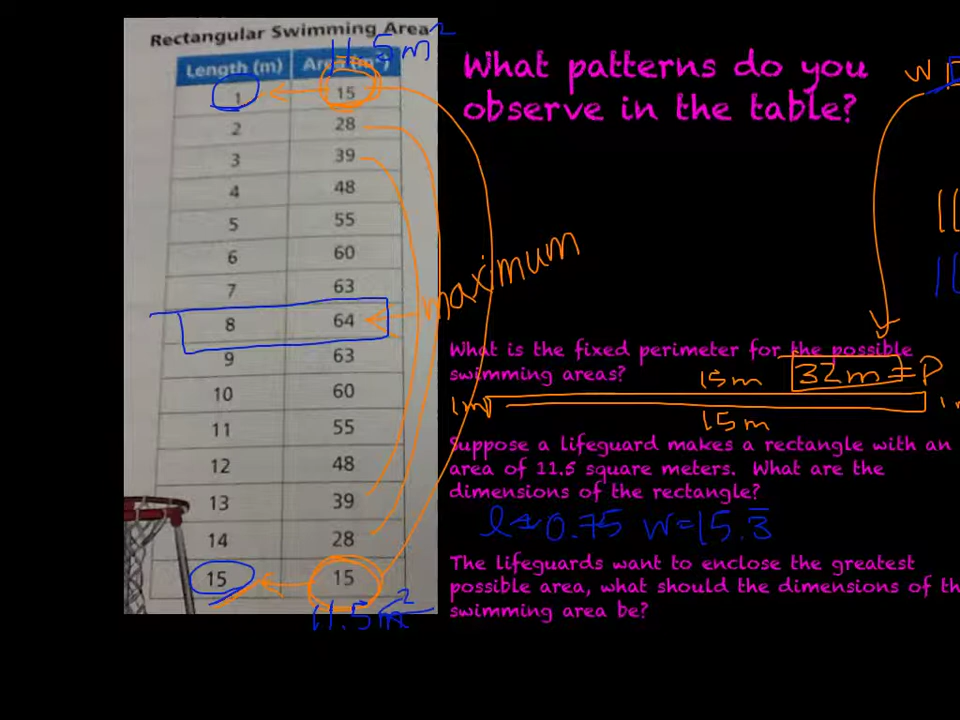 Rectangular Swimming Area
11.5m²
Length (m) Area (m²)
1 15
2 28
3 39
4 48
5 55
6 60
7 63
8 64
9 63
10 60
11 55
12 48
13 39
14 28
15 15
11.5m²
maximum
What patterns do you
observe in the table?
What is the fixed perimeter for the possible
swimming areas?
15m 32m = P
1m
15m
Suppose a lifeguard makes a rectangle with an
area of 11.5 square meters. What are the
dimensions of the rectangle?
l≈0.75 w=15.3̅
The lifeguards want to enclose the greatest
possible area, what should the dimensions of th
swimming area be?